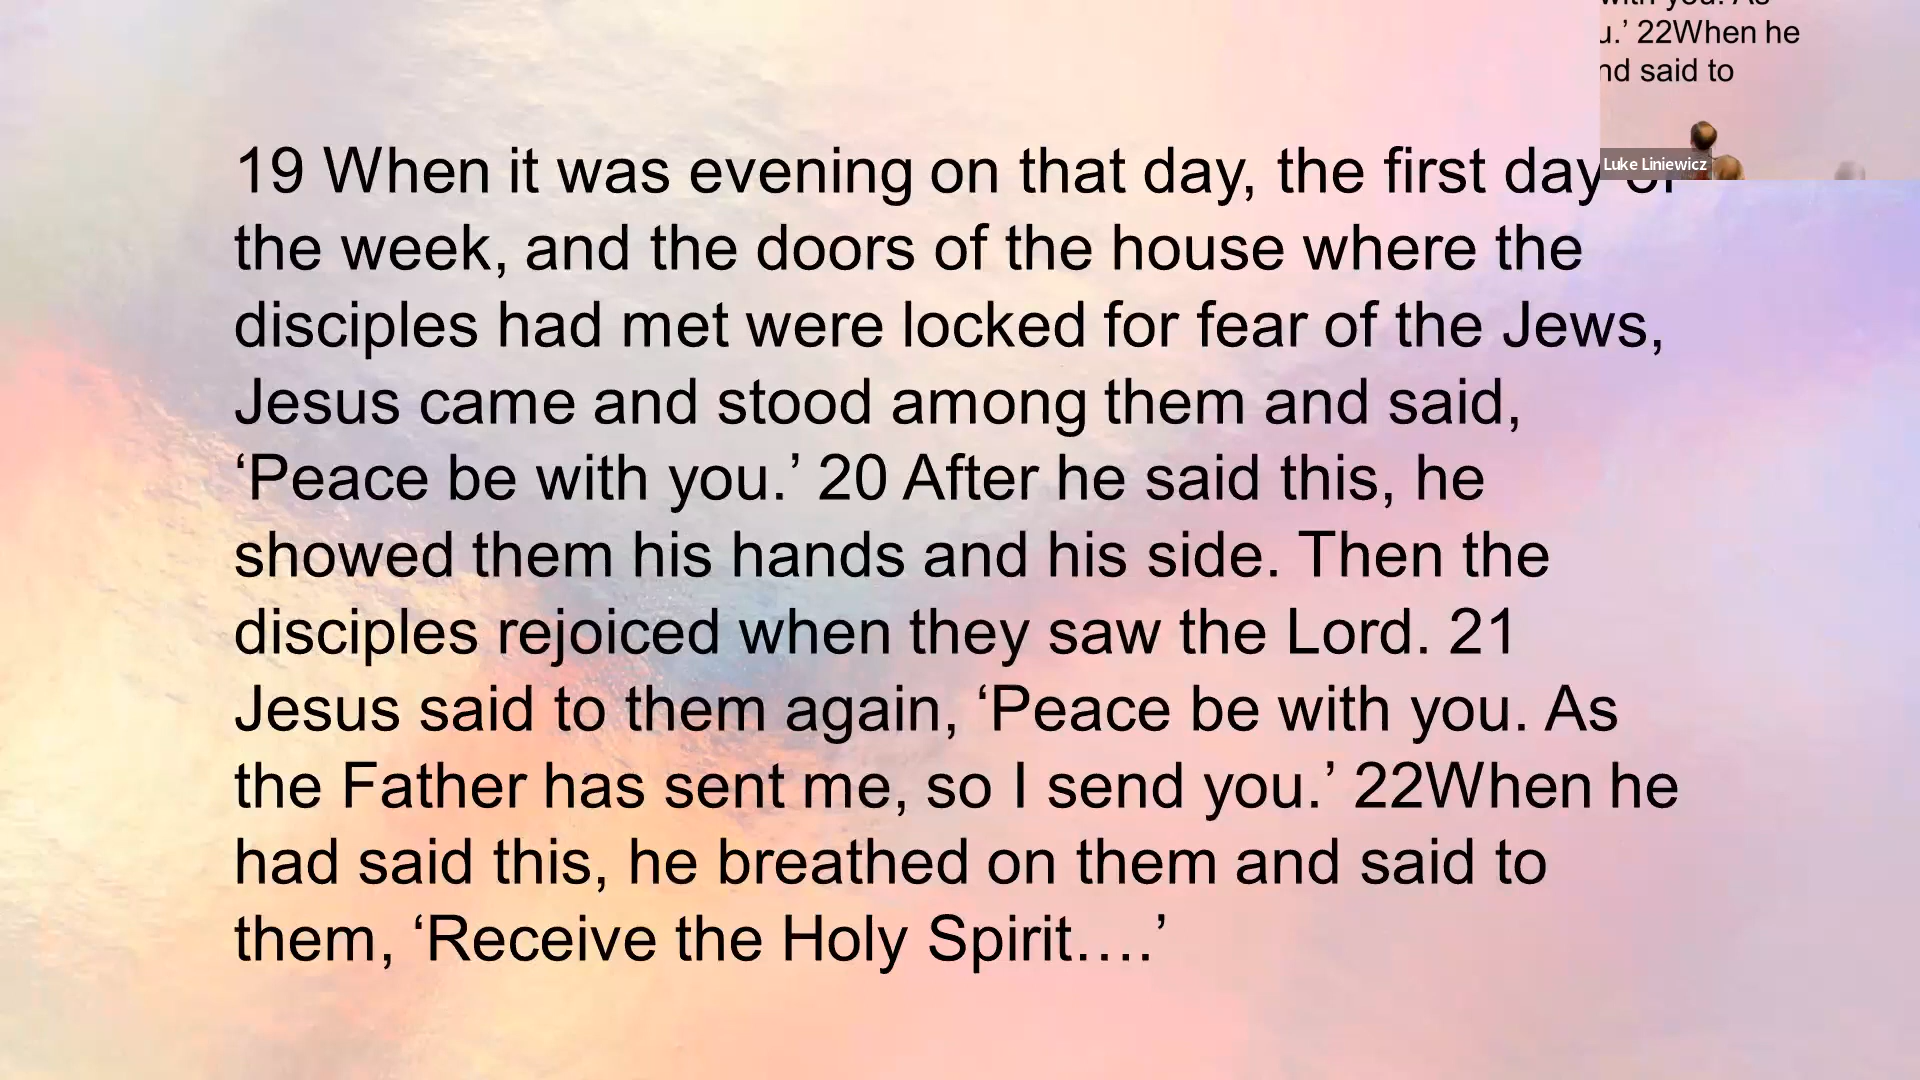 with you. As
u.’ 22When he
nd said to
Luke Liniewicz
19 When it was evening on that day, the first day of
the week, and the doors of the house where the
disciples had met were locked for fear of the Jews,
Jesus came and stood among them and said,
‘Peace be with you.’ 20 After he said this, he
showed them his hands and his side. Then the
disciples rejoiced when they saw the Lord. 21
Jesus said to them again, ‘Peace be with you. As
the Father has sent me, so I send you.’ 22When he
had said this, he breathed on them and said to
them, ‘Receive the Holy Spirit….’